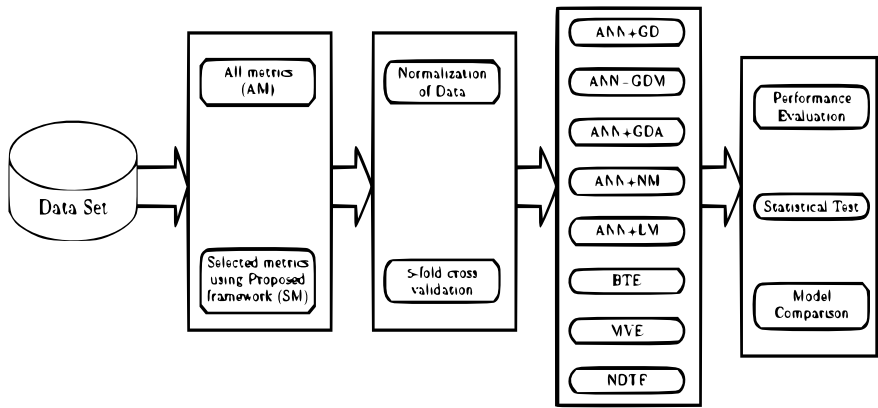 Data Set
All metrics
(AM)
Selected metrics
using Proposed
framework (SM)
Normalization
of Data
5-fold cross
validation
ANN+GD
ANN-GDM
ANN+GDA
ANN+NM
ANN+LM
BTE
MVE
NDTF
Performance
Evaluation
Statistical Test
Model
Comparison